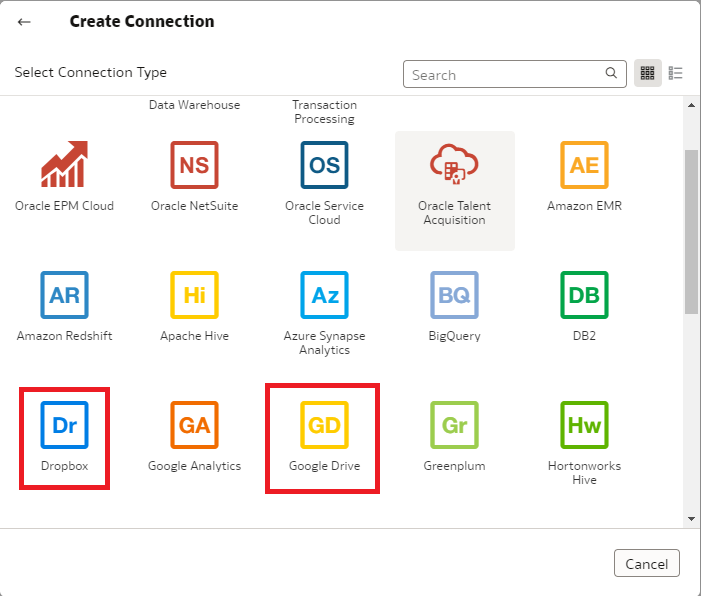 ← Create Connection
Select Connection Type
Search
Data Warehouse
Transaction
Processing
Oracle EPM Cloud
NS
Oracle NetSuite
OS
Oracle Service
Cloud
Oracle Talent
Acquisition
AE
Amazon EMR
AR
Amazon Redshift
Hi
Apache Hive
Az
Azure Synapse
Analytics
BQ
BigQuery
DB
DB2
Dr
Dropbox
GA
Google Analytics
GD
Google Drive
Gr
Greenplum
Hw
Hortonworks
Hive
Cancel